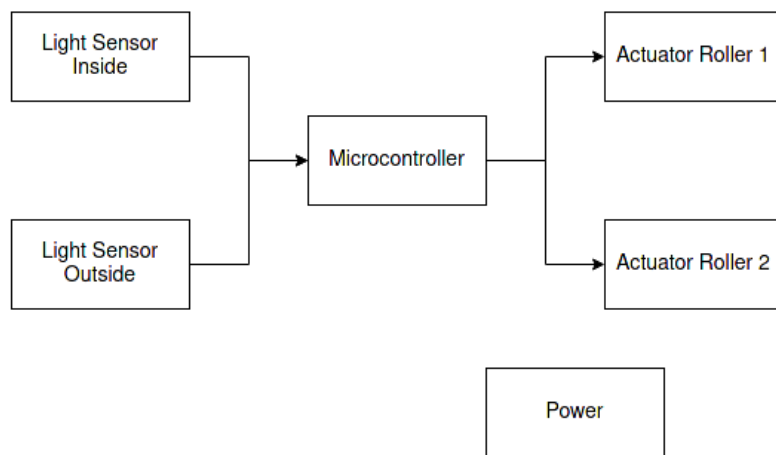 Light Sensor
Inside
Actuator Roller 1
Microcontroller
Light Sensor
Outside
Actuator Roller 2
Power